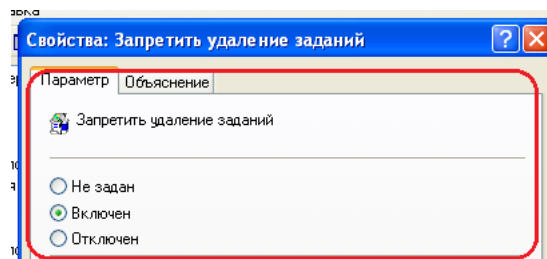 Свойства: Запретить удаление заданий
Параметр Объяснение
Запретить удаление заданий
Не задан
Включен
Отключен